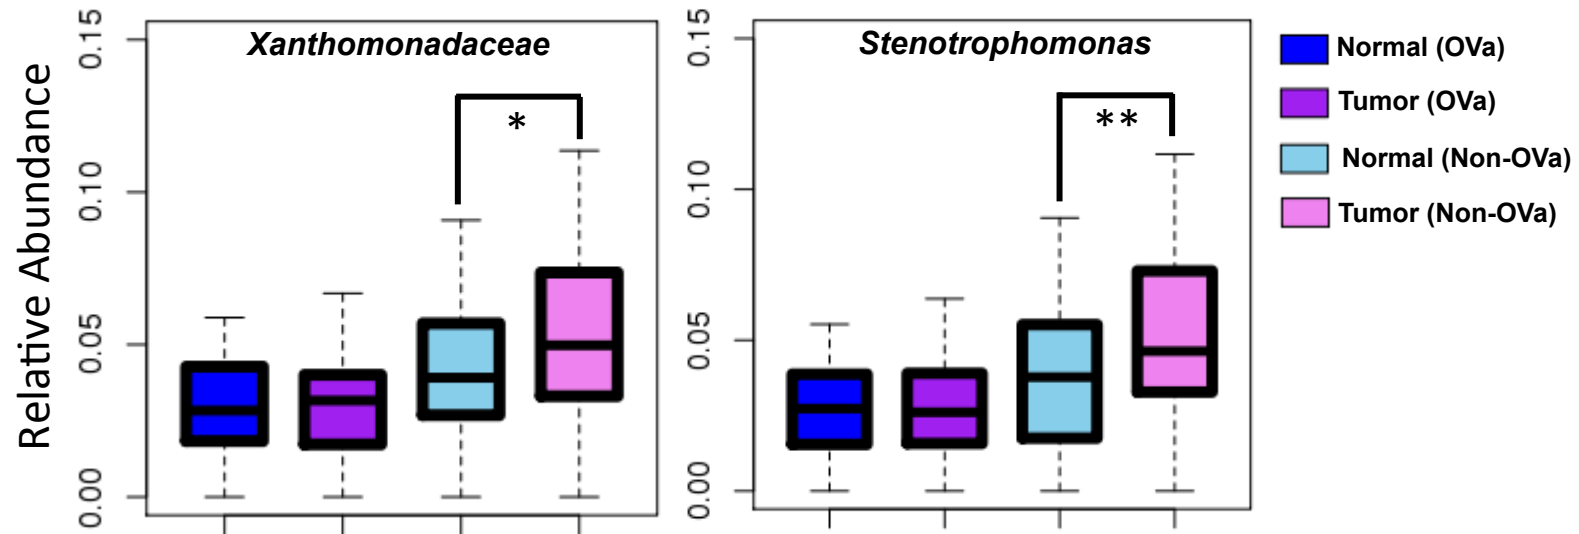 Relative Abundance
0.15
0.10
0.05
0.00
Xanthomonadaceae
*
0.15
0.10
0.05
0.00
Stenotrophomonas
**
Normal (OVa)
Tumor (OVa)
Normal (Non-OVa)
Tumor (Non-OVa)